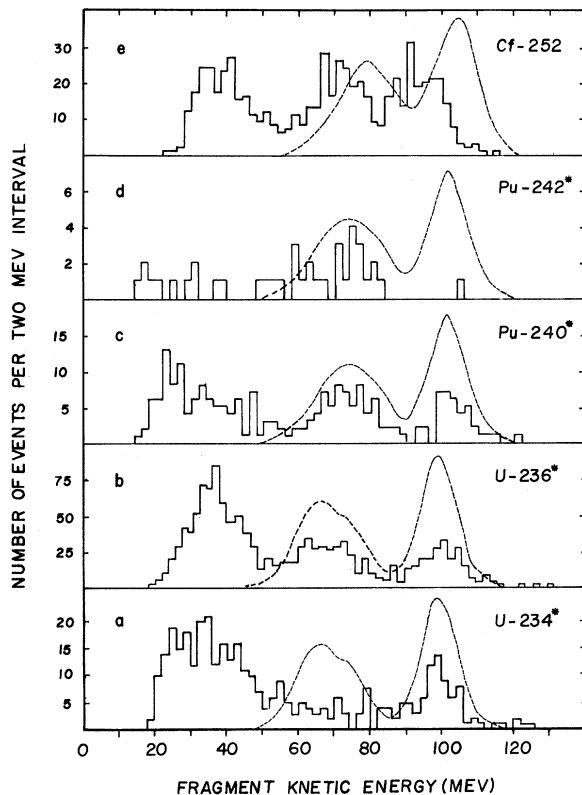 NUMBER OF EVENTS PER TWO MEV INTERVAL
e
Cf-252
30
20
10
d
Pu-242*
6
4
2
c
Pu-240*
15
10
5
b
U-236*
75
50
25
a
U-234*
20
15
10
5
0 20 40 60 80 100 120
FRAGMENT KNETIC ENERGY (MEV)